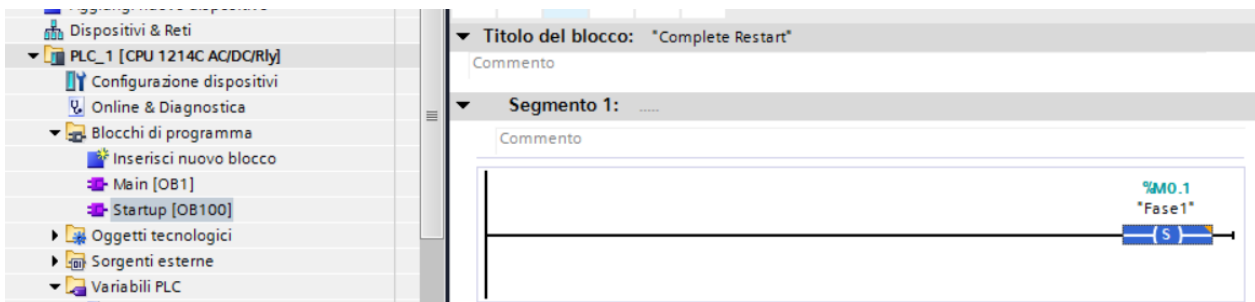 Dispositivi & Reti
PLC_1 [CPU 1214C AC/DC/Rly]
Configurazione dispositivi
Online & Diagnostica
Blocchi di programma
Inserisci nuovo blocco
Main [OB1]
Startup [OB100]
Oggetti tecnologici
Sorgenti esterne
Variabili PLC
Titolo del blocco: "Complete Restart"
Commento
Segmento 1: .....
Commento
%M0.1
"Fase1"
S